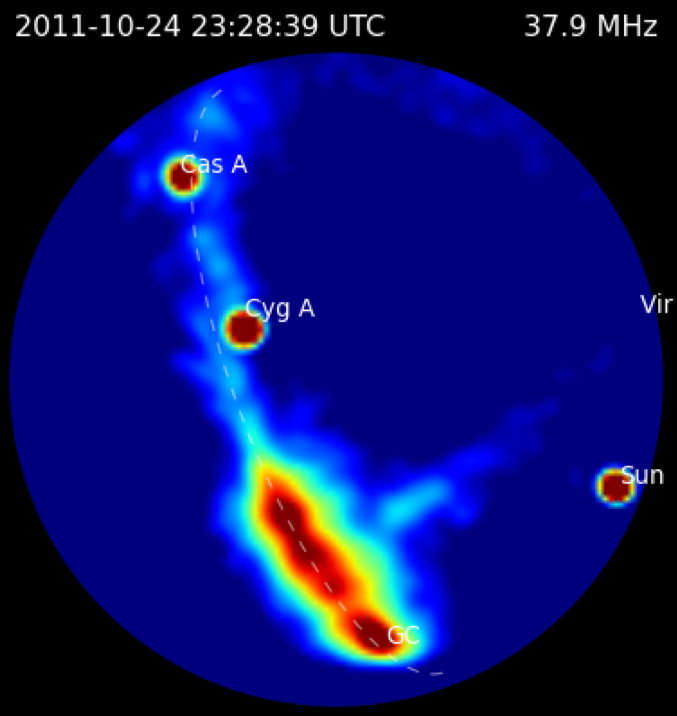 2011-10-24 23:28:39 UTC
37.9 MHz
Cas A
Cyg A
Vir
Sun
GC